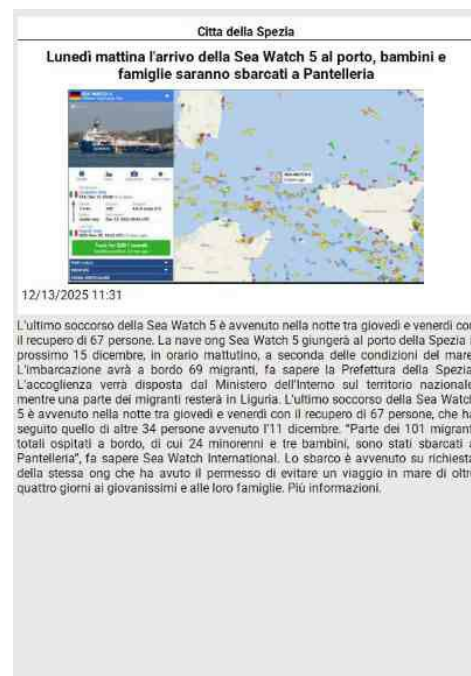 Citta della Spezia
Lunedì mattina l'arrivo della Sea Watch 5 al porto, bambini e
famiglie saranno sbarcati a Pantelleria
12/13/2025 11:31
L'ultimo soccorso della Sea Watch 5 è avvenuto nella notte tra giovedì e venerdì con
il recupero di 67 persone. La nave ong Sea Watch 5 giungerà al porto della Spezia i
prossimo 15 dicembre, in orario mattutino, a seconda delle condizioni del mare
L'imbarcazione avrà a bordo 69 migranti, fa sapere la Prefettura della Spezia
L'accoglienza verrà disposta dal Ministero dell'Interno sul territorio nazionale
mentre una parte dei migranti resterà in Liguria. L'ultimo soccorso della Sea Watch
5 è avvenuto nella notte tra giovedì e venerdì con il recupero di 67 persone, che ha
seguito quello di altre 34 persone avvenuto l'11 dicembre. "Parte dei 101 migrant
totali ospitati a bordo, di cui 24 minorenni e tre bambini, sono stati sbarcati a
Pantelleria", fa sapere Sea Watch International. Lo sbarco è avvenuto su richiesta
della stessa ong che ha avuto il permesso di evitare un viaggio in mare di oltre
quattro giorni ai giovanissimi e alle loro famiglie. Più informazioni.